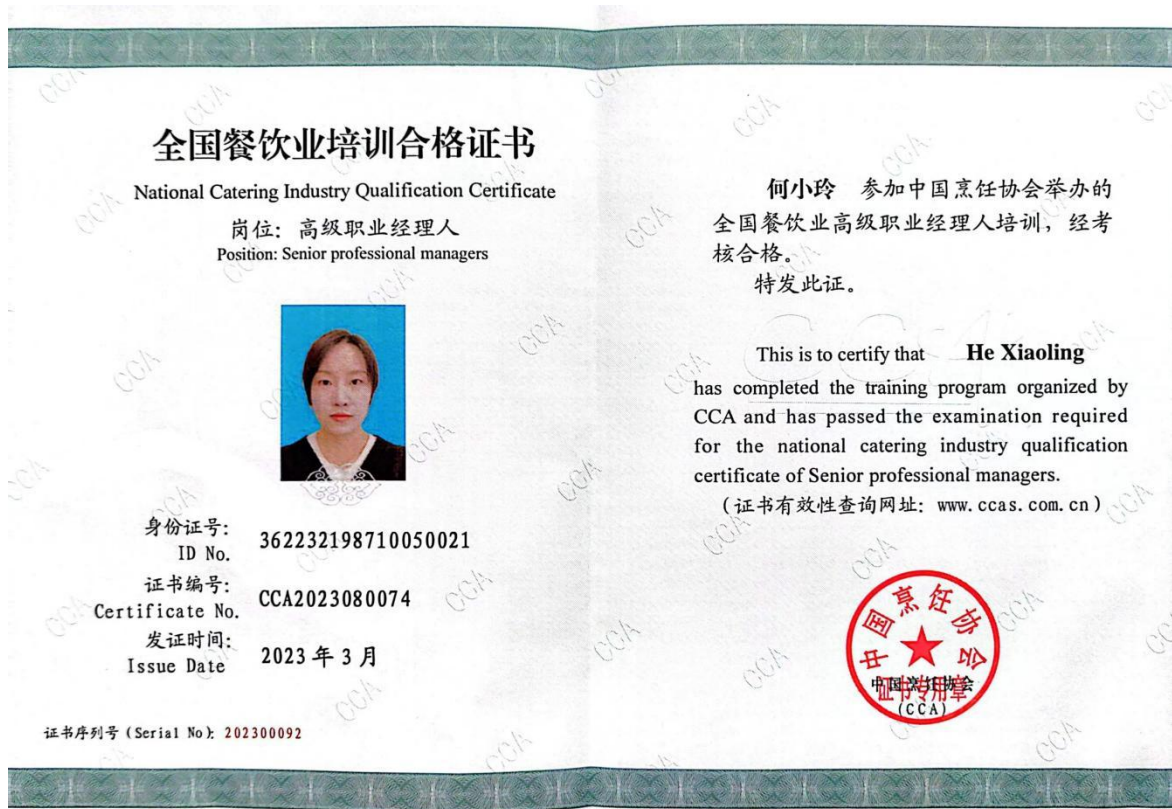 全国餐饮业培训合格证书
National Catering Industry Qualification Certificate
岗位：高级职业经理人
Position: Senior professional managers
身份证号：
ID No.
362232198710050021
证书编号：
Certificate No.
CCA2023080074
发证时间：
Issue Date
2023 年 3 月
证书序列号（Serial No）：202300092
何小玲 参加中国烹饪协会举办的
全国餐饮业高级职业经理人培训，经考
核合格。
特发此证。
This is to certify that He Xiaoling
has completed the training program organized by
CCA and has passed the examination required
for the national catering industry qualification
certificate of Senior professional managers.
（证书有效性查询网址：www.ccas.com.cn）
中国烹饪协会
中国烹饪协会
证书专用章
(CCA)
CCA